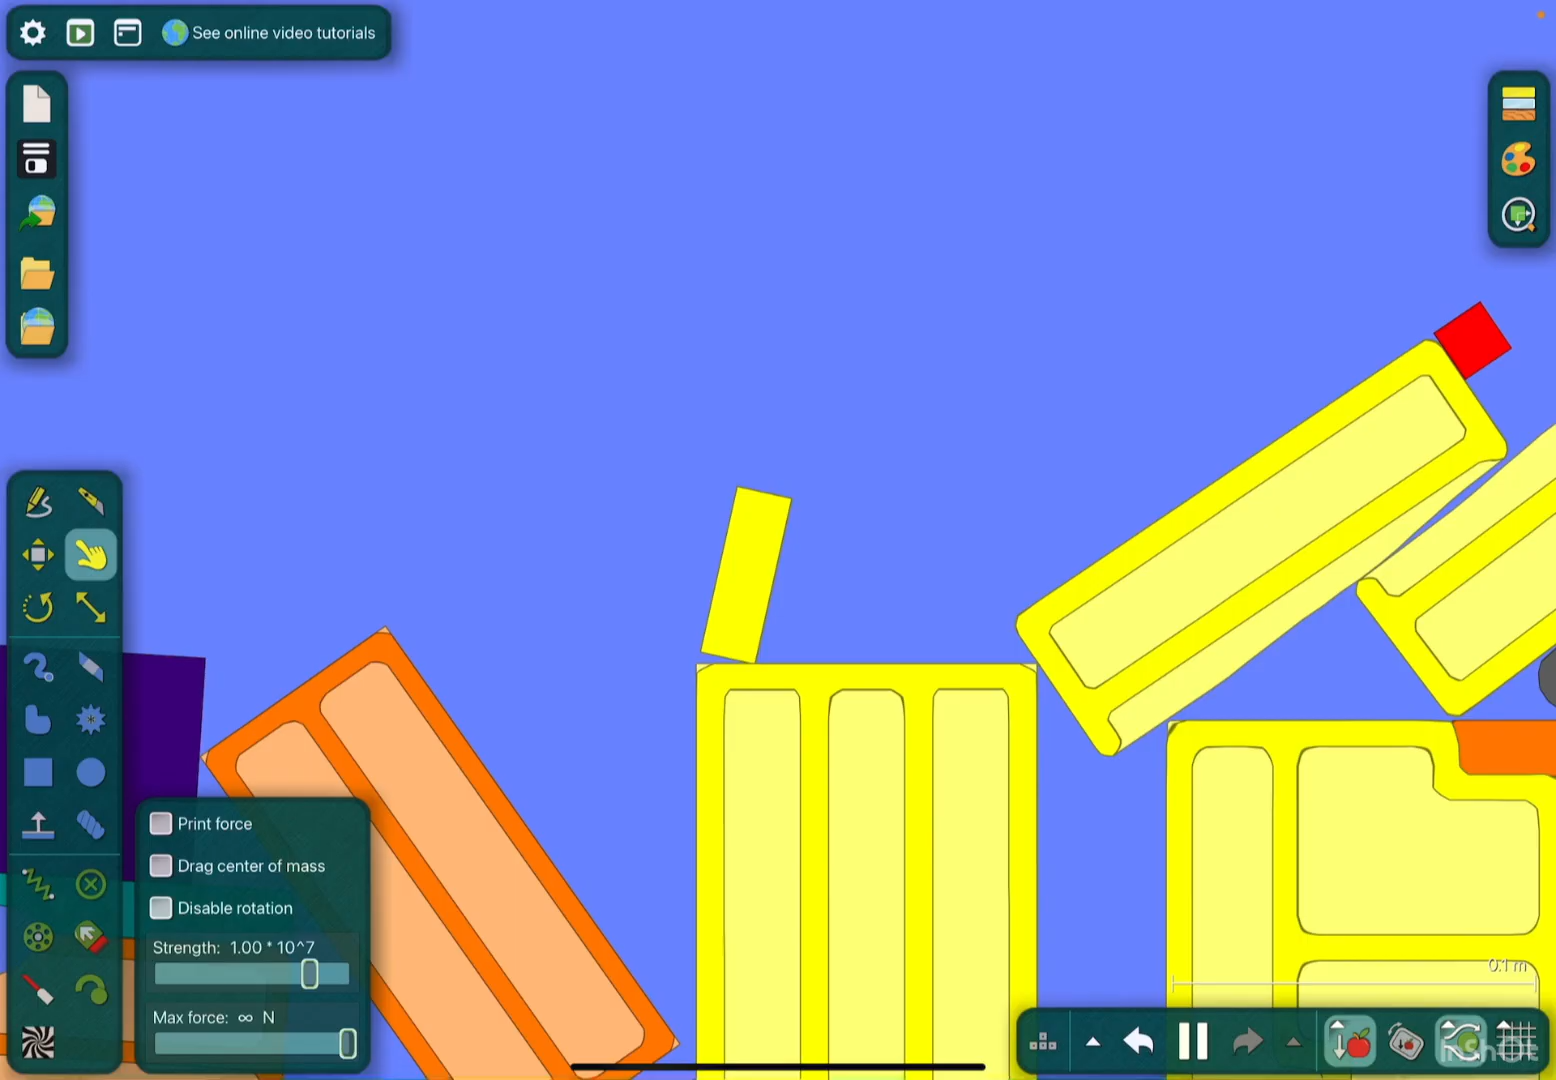 See online video tutorials
Print force
Drag center of mass
Disable rotation
Strength: 1.00 * 10^7
Max force: ∞ N
0.1 m
InShOt